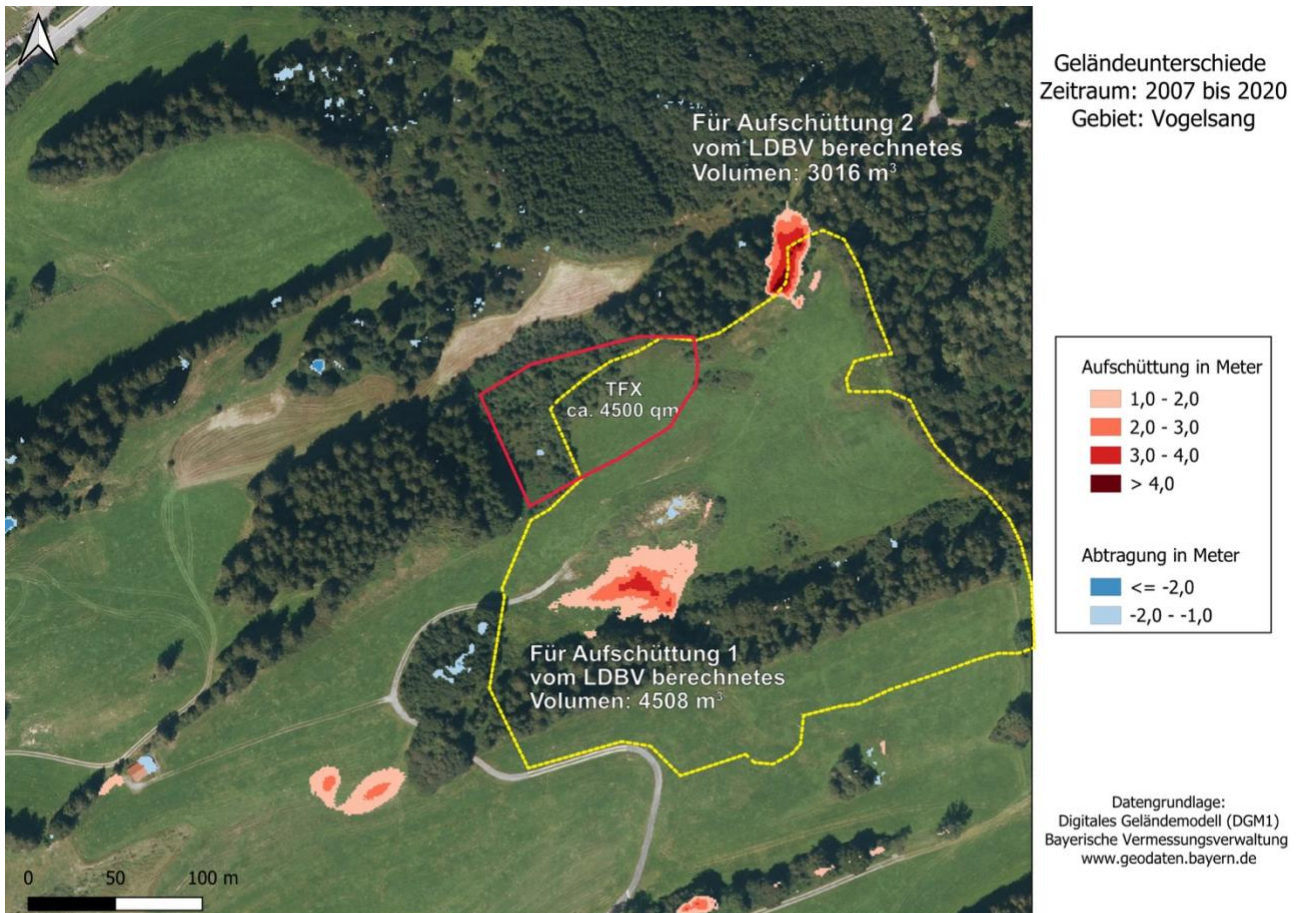 Geländeunterschiede
Zeitraum: 2007 bis 2020
Gebiet: Vogelsang
Für Aufschüttung 2
vom LDBV berechnetes
Volumen: 3016 m³
TFX
ca. 4500 qm
Für Aufschüttung 1
vom LDBV berechnetes
Volumen: 4508 m³
Aufschüttung in Meter
1,0 - 2,0
2,0 - 3,0
3,0 - 4,0
> 4,0
Abtragung in Meter
<= -2,0
-2,0 - -1,0
Datengrundlage:
Digitales Geländemodell (DGM1)
Bayerische Vermessungsverwaltung
www.geodaten.bayern.de
0 50 100 m